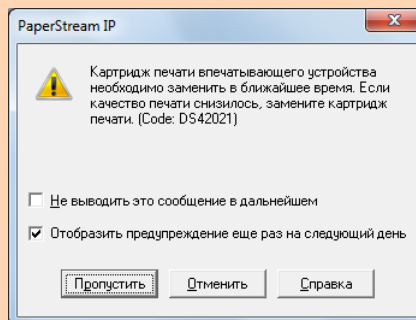 PaperStream IP
Картридж печати впечатывающего устройства
необходимо заменить в ближайшее время. Если
качество печати снизилось, замените картридж
печати. (Code: DS42021)
Не выводить это сообщение в дальнейшем
Отобразить предупреждение еще раз на следующий день
Пропустить Отменить Справка